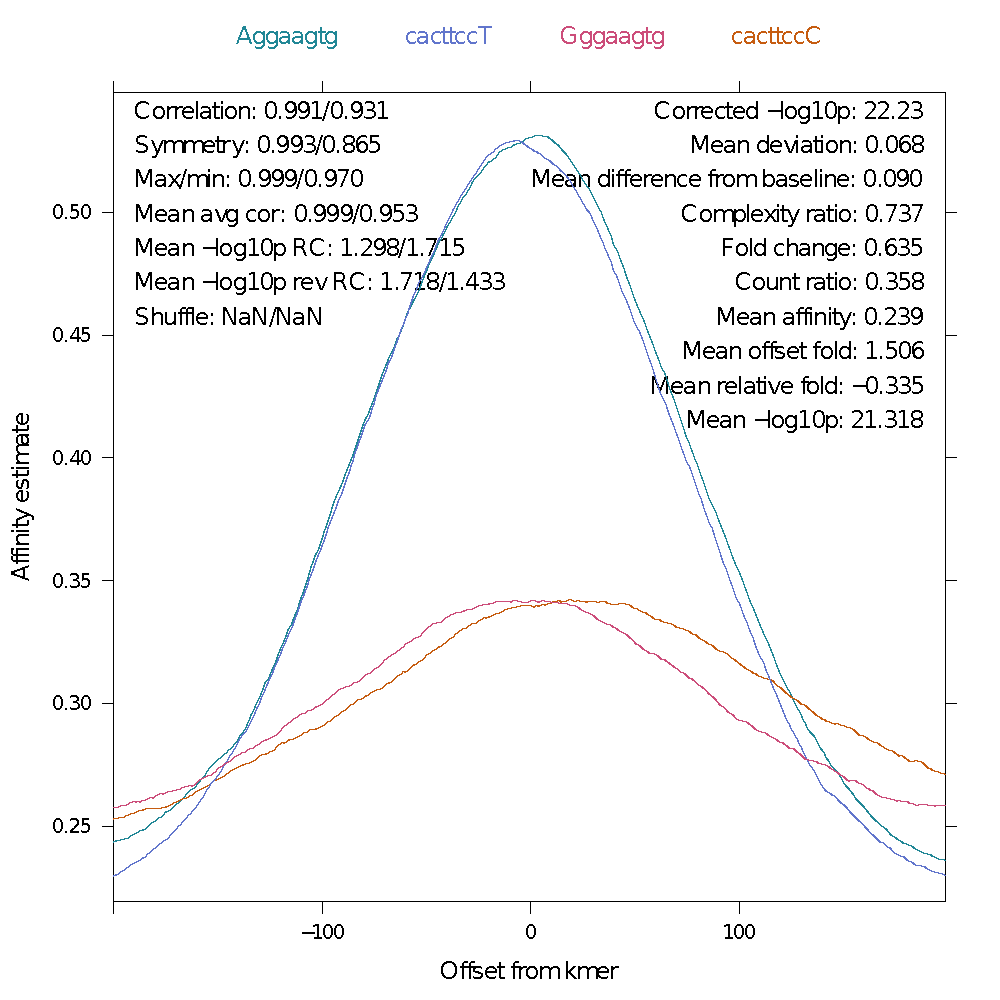 Aggaagtg cacttccT Gggaagtg cacttccC
Correlation: 0.991/0.931
Symmetry: 0.993/0.865
Max/min: 0.999/0.970
Mean avg cor: 0.999/0.953
Mean −log10p RC: 1.298/1.715
Mean −log10p rev RC: 1.718/1.433
Shuffle: NaN/NaN
Corrected −log10p: 22.23
Mean deviation: 0.068
Mean difference from baseline: 0.090
Complexity ratio: 0.737
Fold change: 0.635
Count ratio: 0.358
Mean affinity: 0.239
Mean offset fold: 1.506
Mean relative fold: −0.335
Mean −log10p: 21.318
Affinity estimate
0.50
0.45
0.40
0.35
0.30
0.25
−100 0 100
Offset from kmer